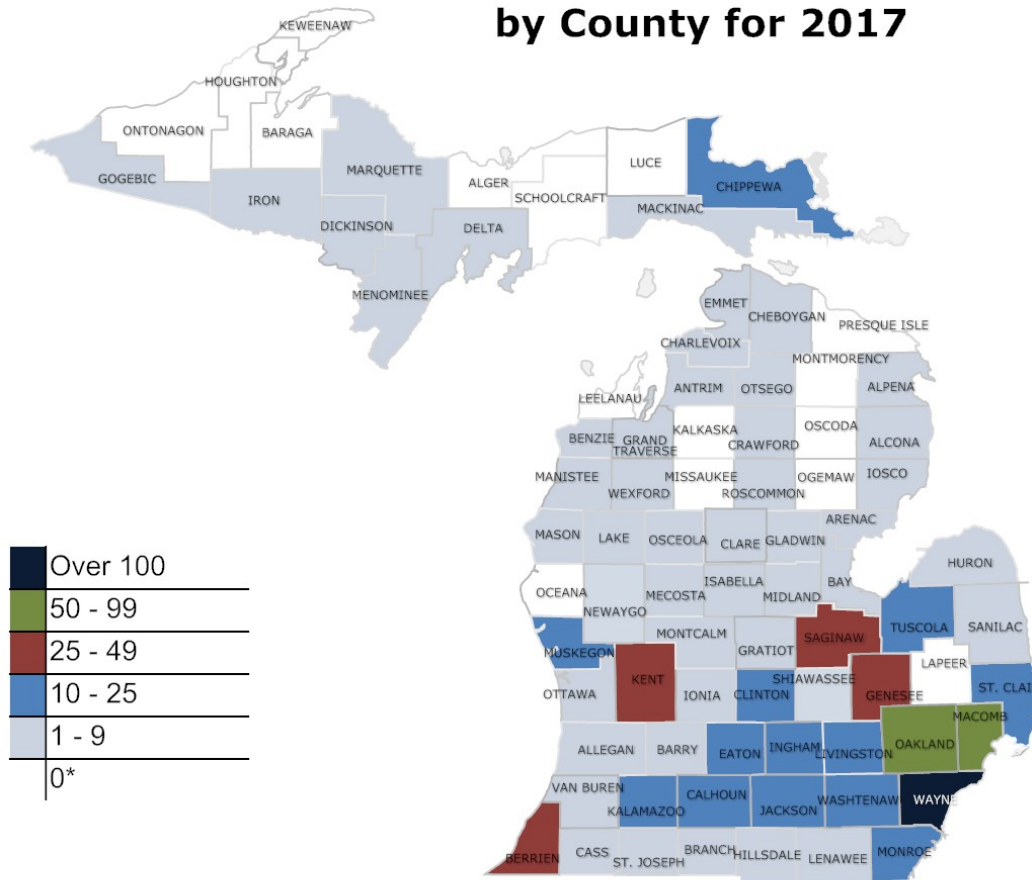 by County for 2017
KEWEENAW
HOUGHTON
ONTONAGON
BARAGA
GOGEBIC
MARQUETTE
IRON
ALGER
LUCE
SCHOOLCRAFT
CHIPPEWA
DICKINSON
DELTA
MACKINAC
MENOMINEE
EMMET
CHEBOYGAN
PRESQUE ISLE
CHARLEVOIX
MONTMORENCY
ANTRIM
OTSEGO
ALPENA
LEELANAU
KALKASKA
OSCODA
BENZIE
GRAND
TRAVERSE
CRAWFORD
ALCONA
MANISTEE
MISSAUKEE
OGEMAW
IOSCO
WEXFORD
ROSCOMMON
ARENAC
MASON
LAKE
OSCEOLA
CLARE
GLADWIN
HURON
OCEANA
NEWAYGO
MECOSTA
ISABELLA
MIDLAND
BAY
TUSCOLA
SANILAC
MUSKEGON
MONTCALM
GRATIOT
SAGINAW
LAPEER
OTTAWA
KENT
IONIA
CLINTON
SHIAWASSEE
GENESEE
ST. CLAI
MACOMB
ALLEGAN
BARRY
EATON
INGHAM
LIVINGSTON
OAKLAND
VAN BUREN
KALAMAZOO
CALHOUN
JACKSON
WASHTENAW
WAYNE
BERRIEN
CASS
ST. JOSEPH
BRANCH
HILLSDALE
LENAWEE
MONROE
Over 100
50 - 99
25 - 49
10 - 25
1 - 9
0*